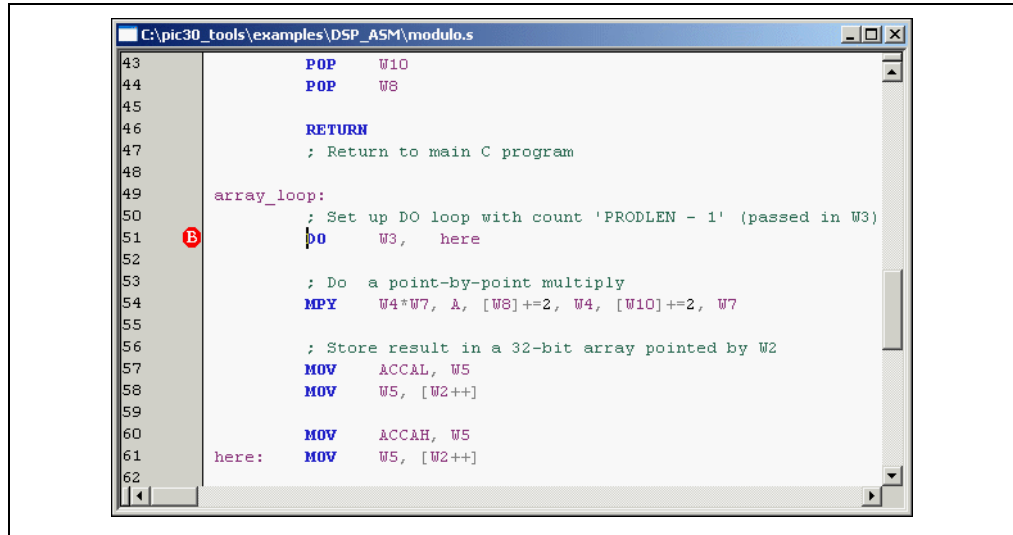 C:\pic30_tools\examples\DSP_ASM\modulo.s
43 POP W10
44 POP W8
45
46 RETURN
47 ; Return to main C program
48
49 array_loop:
50 ; Set up DO loop with count 'PRODLEN - 1' (passed in W3)
51 B DO W3, here
52
53 ; Do a point-by-point multiply
54 MPY W4*W7, A, [W8]+=2, W4, [W10]+=2, W7
55
56 ; Store result in a 32-bit array pointed by W2
57 MOV ACCAL, W5
58 MOV W5, [W2++]
59
60 MOV ACCAH, W5
61 here: MOV W5, [W2++]
62